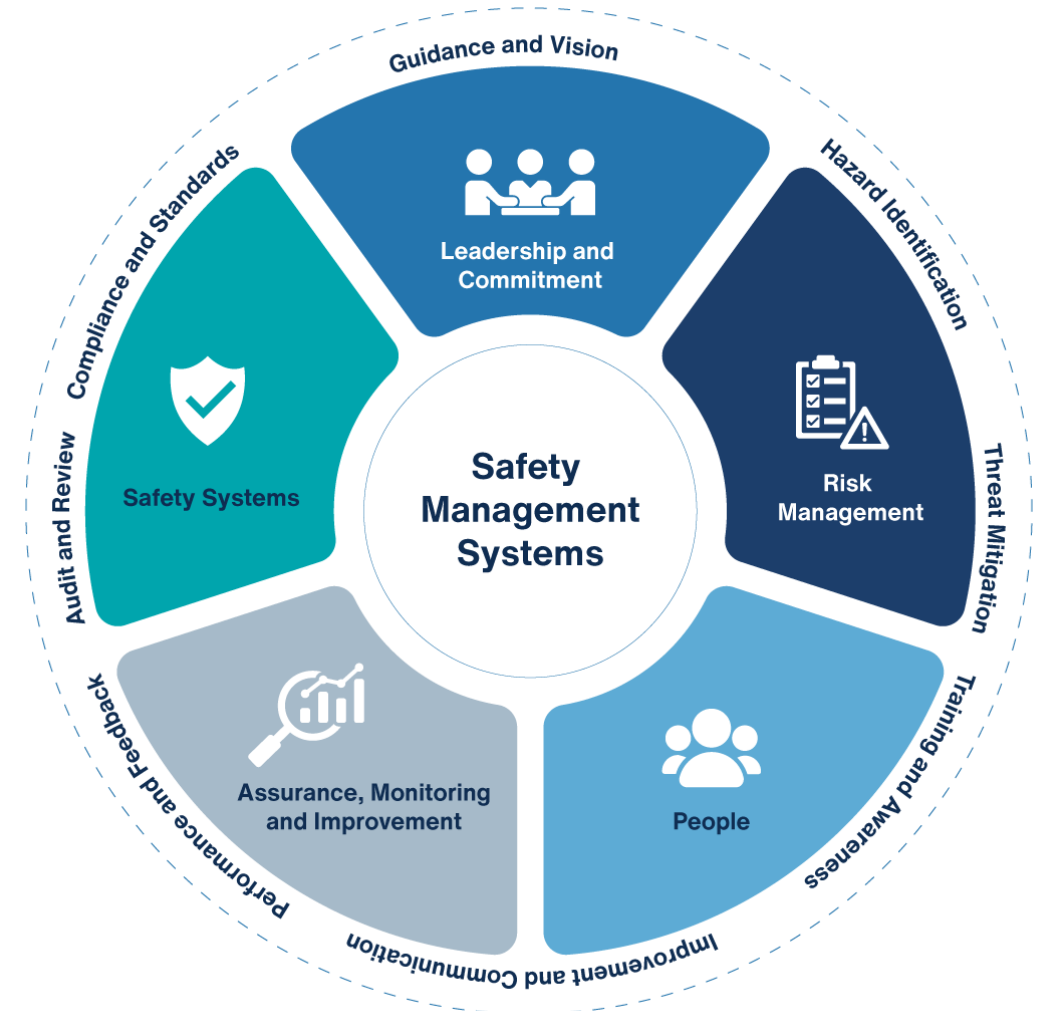 Guidance and Vision
Hazard Identification
Threat Mitigation
Training and Awareness
Improvement and Communication
Performance and Feedback
Audit and Review
Compliance and Standards
Leadership and
Commitment
Risk
Management
People
Assurance, Monitoring
and Improvement
Safety Systems
Safety
Management
Systems